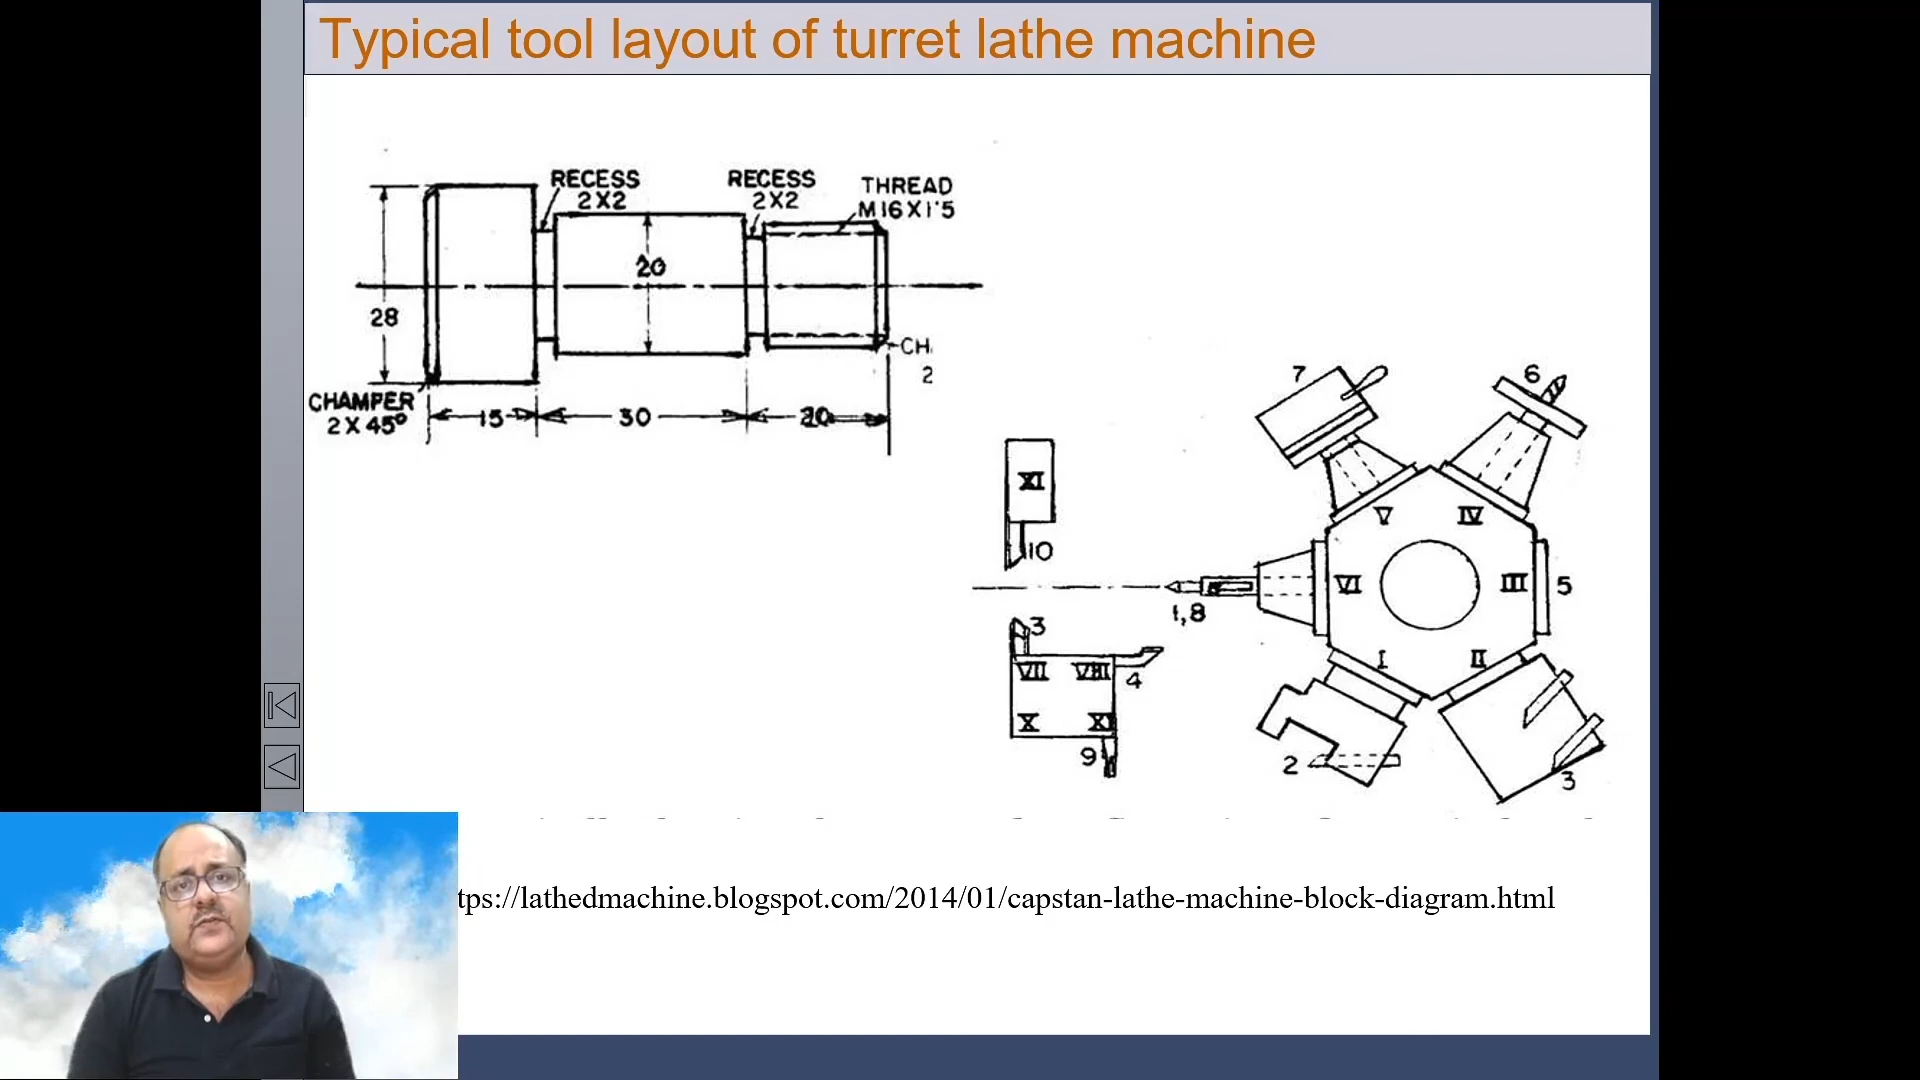 Typical tool layout of turret lathe machine
RECESS
2X2
RECESS
2X2
THREAD
M16X1'5
20
28
CH
2
CHAMPER
2X45°
15
30
20
7
6
XI
V
IV
10
VI
III
5
1,8
3
I
II
VII
VIII
4
X
XI
9
2
3
tps://lathedmachine.blogspot.com/2014/01/capstan-lathe-machine-block-diagram.html